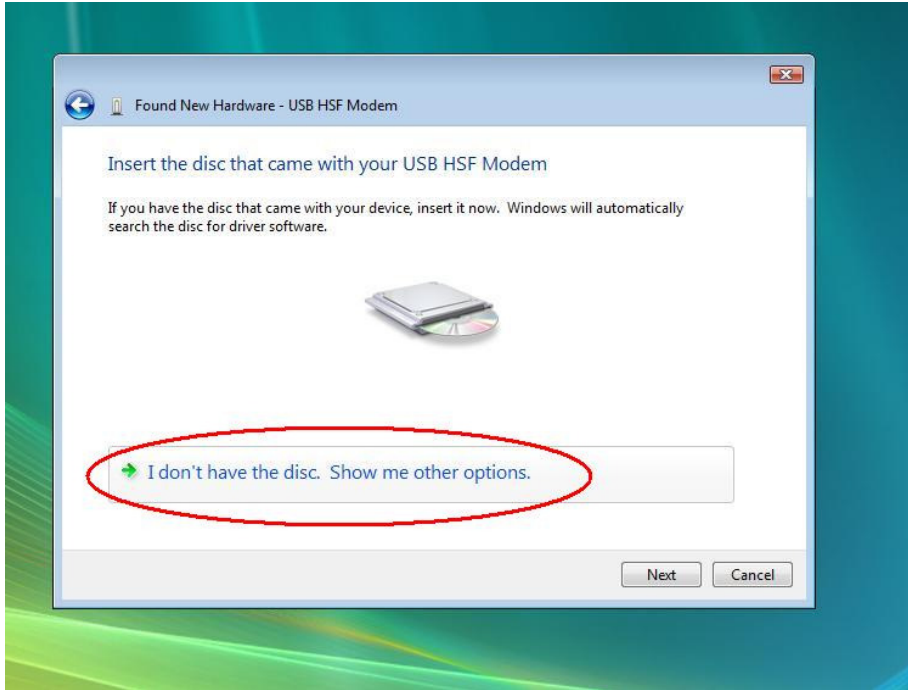 Found New Hardware - USB HSF Modem
Insert the disc that came with your USB HSF Modem
If you have the disc that came with your device, insert it now.  Windows will automatically
search the disc for driver software.
I don't have the disc.  Show me other options.
Next Cancel